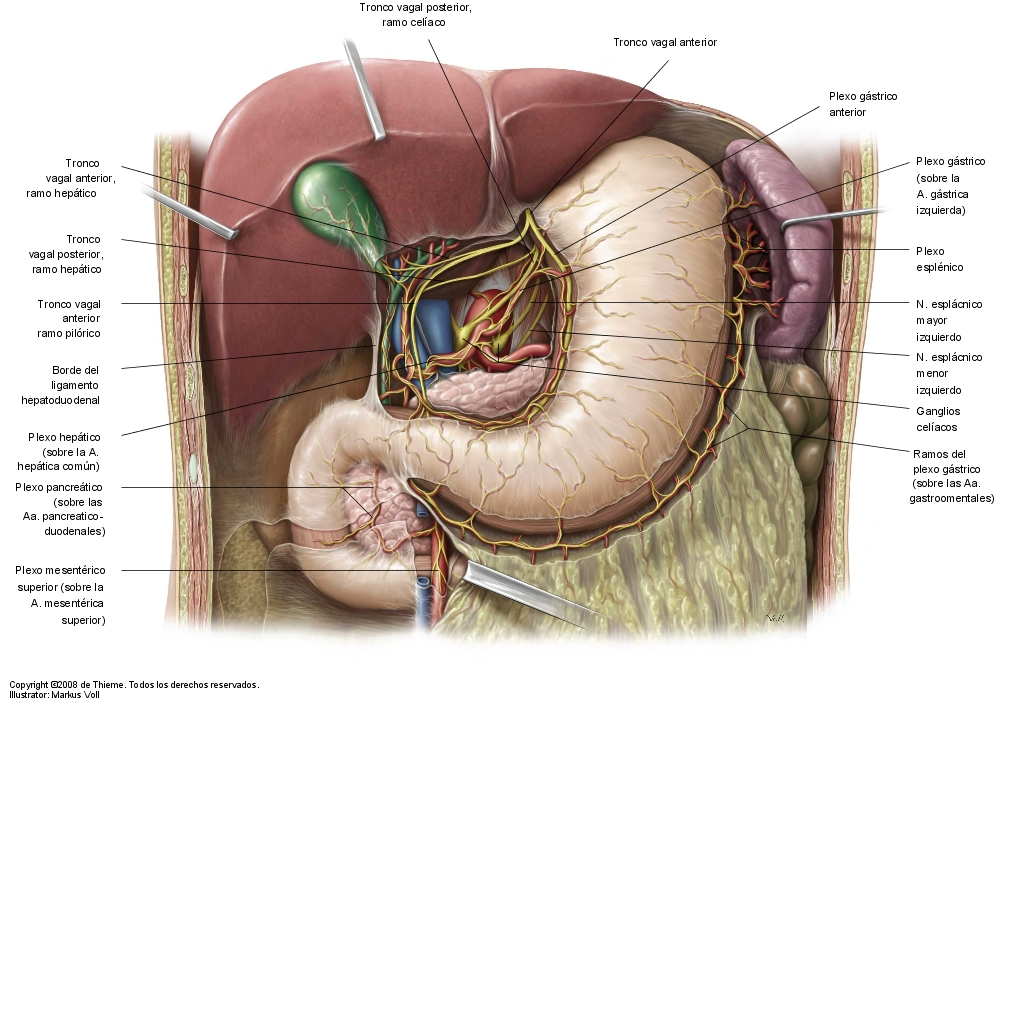 Tronco vagal posterior,
ramo celíaco
Tronco vagal anterior
Plexo gástrico
anterior
Tronco
vagal anterior,
ramo hepático
Tronco
vagal posterior,
ramo hepático
Tronco vagal
anterior
ramo pilórico
Borde del
ligamento
hepatoduodenal
Plexo hepático
(sobre la A.
hepática común)
Plexo pancreático
(sobre las
Aa. pancreatico-
duodenales)
Plexo mesentérico
superior (sobre la
A. mesentérica
superior)
Plexo gástrico
(sobre la
A. gástrica
izquierda)
Plexo
esplénico
N. esplácnico
mayor
izquierdo
N. esplácnico
menor
izquierdo
Ganglios
celíacos
Ramos del
plexo gástrico
(sobre las Aa.
gastroomentales)
Copyright ©2008 de Thieme. Todos los derechos reservados.
Illustrator: Markus Voll